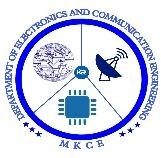 DEPARTMENT OF ELECTRONICS AND COMMUNICATION ENGINEERING
MKCE